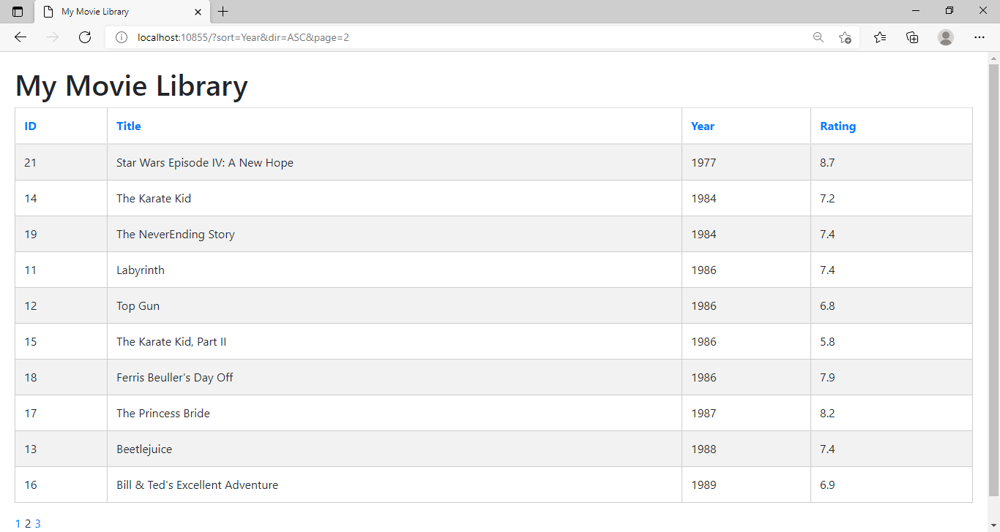 My Movie Library
localhost:10855/?sort=Year&dir=ASC&page=2
My Movie Library
ID Title Year Rating
21 Star Wars Episode IV: A New Hope 1977 8.7
14 The Karate Kid 1984 7.2
19 The NeverEnding Story 1984 7.4
11 Labyrinth 1986 7.4
12 Top Gun 1986 6.8
15 The Karate Kid, Part II 1986 5.8
18 Ferris Beuller's Day Off 1986 7.9
17 The Princess Bride 1987 8.2
13 Beetlejuice 1988 7.4
16 Bill & Ted's Excellent Adventure 1989 6.9
1 2 3